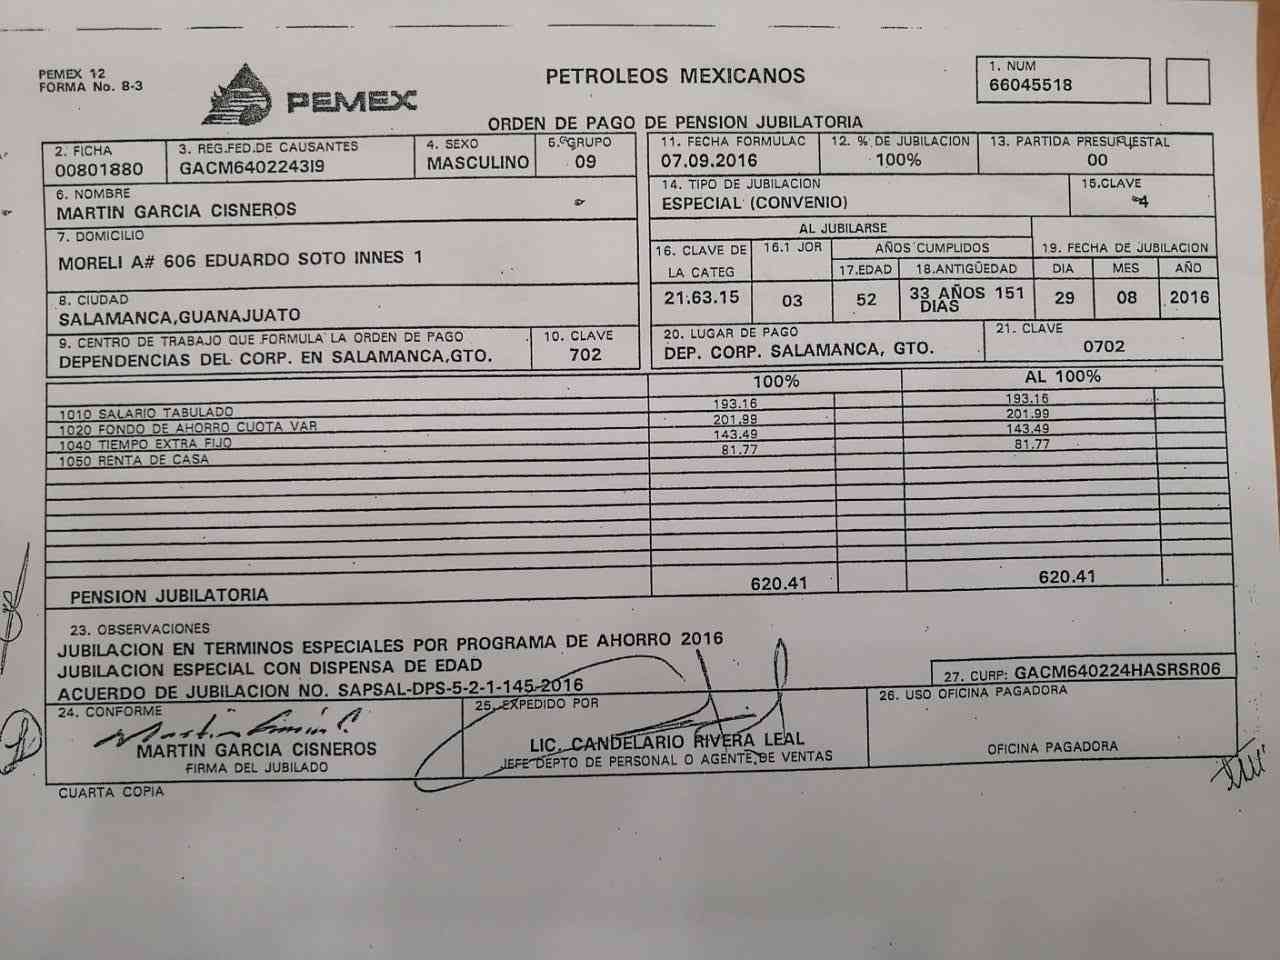 PEMEX 12
FORMA No. 8-3
PEMEX
PETROLEOS MEXICANOS
1. NUM
66045518
ORDEN DE PAGO DE PENSION JUBILATORIA
2. FICHA
00801880
3. REG.FED.DE CAUSANTES
GACM6402243I9
4. SEXO
MASCULINO
5. GRUPO
09
6. NOMBRE
MARTIN GARCIA CISNEROS
7. DOMICILIO
MORELI A# 606 EDUARDO SOTO INNES 1
8. CIUDAD
SALAMANCA,GUANAJUATO
9. CENTRO DE TRABAJO QUE FORMULA LA ORDEN DE PAGO
DEPENDENCIAS DEL CORP. EN SALAMANCA,GTO.
10. CLAVE
702
11. FECHA FORMULAC
07.09.2016
12. % DE JUBILACION
100%
13. PARTIDA PRESUPUESTAL
00
14. TIPO DE JUBILACION
ESPECIAL (CONVENIO)
15.CLAVE
4
AL JUBILARSE
16. CLAVE DE
LA CATEG
21.63.15
16.1 JOR
03
AÑOS CUMPLIDOS
17.EDAD
52
18.ANTIGÜEDAD
33 AÑOS 151
DIAS
19. FECHA DE JUBILACION
DIA MES AÑO
29 08 2016
20. LUGAR DE PAGO
DEP. CORP. SALAMANCA, GTO.
21. CLAVE
0702
100% AL 100%
1010 SALARIO TABULADO 193.16 193.16
1020 FONDO DE AHORRO CUOTA VAR 201.99 201.99
1040 TIEMPO EXTRA FIJO 143.49 143.49
1050 RENTA DE CASA 81.77 81.77
PENSION JUBILATORIA 620.41 620.41
23. OBSERVACIONES
JUBILACION EN TERMINOS ESPECIALES POR PROGRAMA DE AHORRO 2016
JUBILACION ESPECIAL CON DISPENSA DE EDAD
ACUERDO DE JUBILACION NO. SAPSAL-DPS-5-2-1-145-2016
27. CURP: GACM640224HASRSR06
24. CONFORME
MARTIN GARCIA CISNEROS
FIRMA DEL JUBILADO
25. EXPEDIDO POR
LIC. CANDELARIO RIVERA LEAL
JEFE DEPTO DE PERSONAL O AGENTE DE VENTAS
26. USO OFICINA PAGADORA
OFICINA PAGADORA
CUARTA COPIA